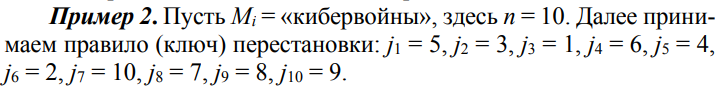 Пример 2. Пусть Mi = «кибервойны», здесь n = 10. Далее прини-
маем правило (ключ) перестановки: j1 = 5, j2 = 3, j3 = 1, j4 = 6, j5 = 4,
j6 = 2, j7 = 10, j8 = 7, j9 = 8, j10 = 9.